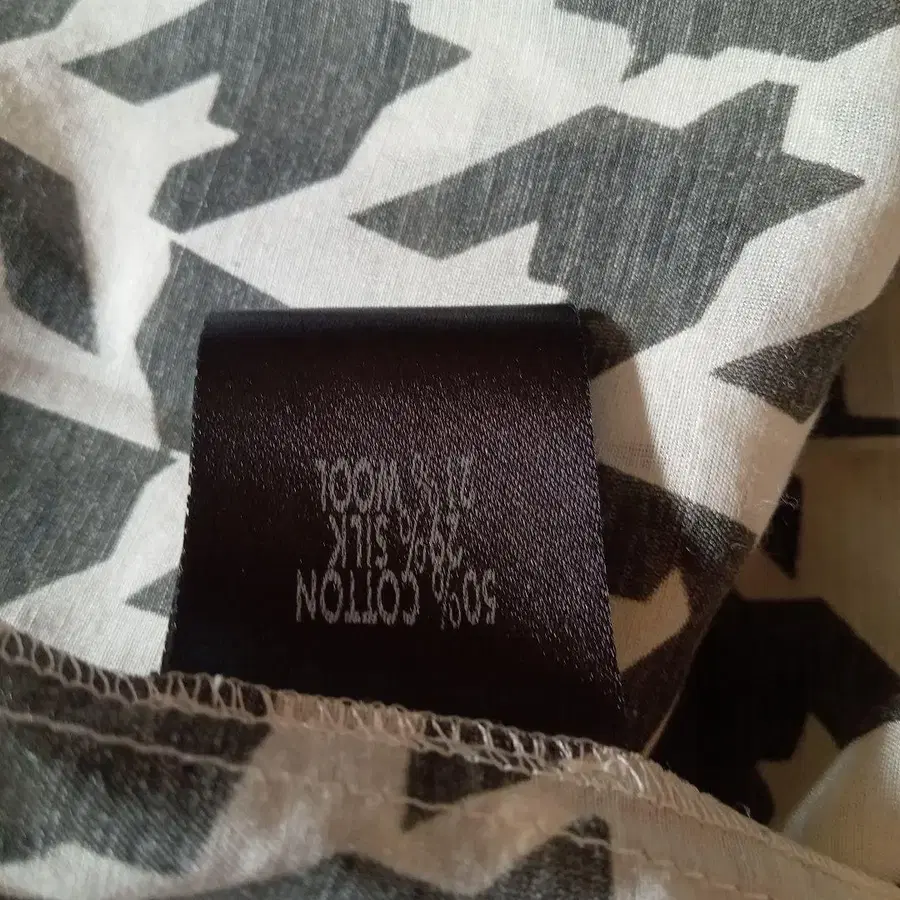 50% COTTON
29% SILK
21% WOOL